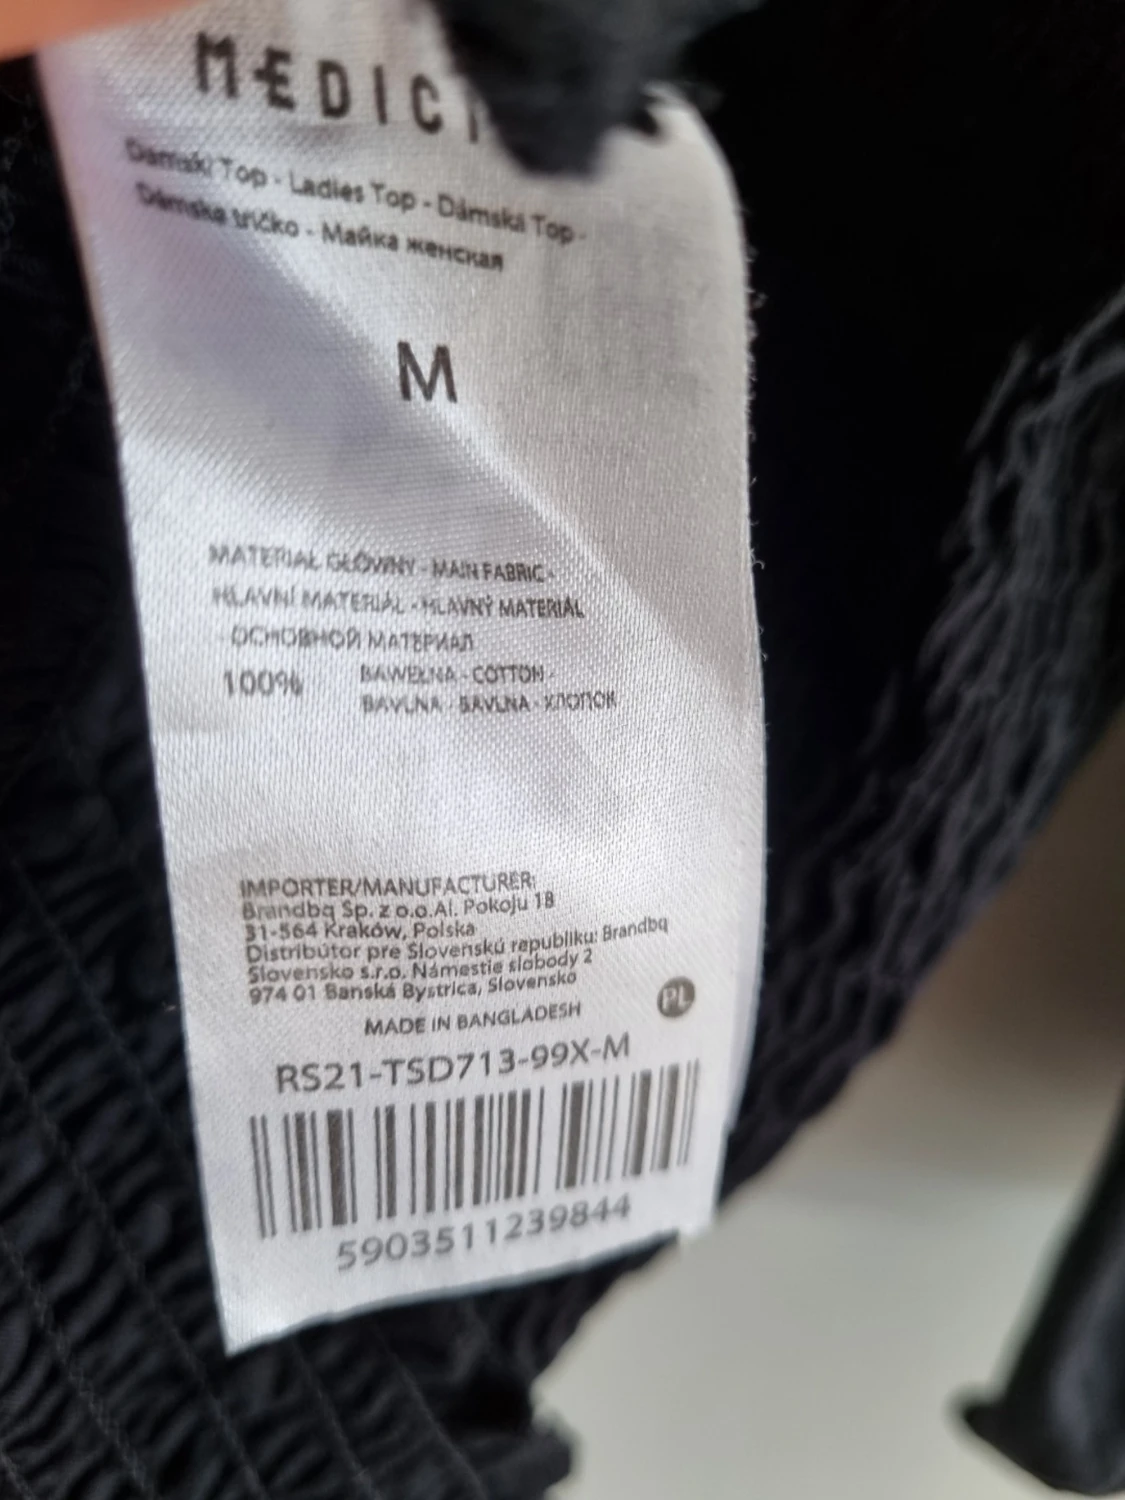 MEDICI
Damski Top - Ladies Top - Dámská Top -
Dámske tričko - Майка женская
M
MATERIAŁ GŁÓWNY - MAIN FABRIC -
HLAVNÍ MATERIÁL - HLAVNÝ MATERIÁL
ОСНОВНОЙ МАТЕРИАЛ
100% BAWEŁNA - COTTON -
BAVLNA - BAVLNA - ХЛОПОК
IMPORTER/MANUFACTURER:
Brandbq Sp. z o.o.Al. Pokoju 18
31-564 Kraków, Polska
Distribútor pre Slovenskú republiku: Brandbq
Slovensko s.r.o. Námestie slobody 2
974 01 Banská Bystrica, Slovensko
PL
MADE IN BANGLADESH
RS21-TSD713-99X-M
5903511239844